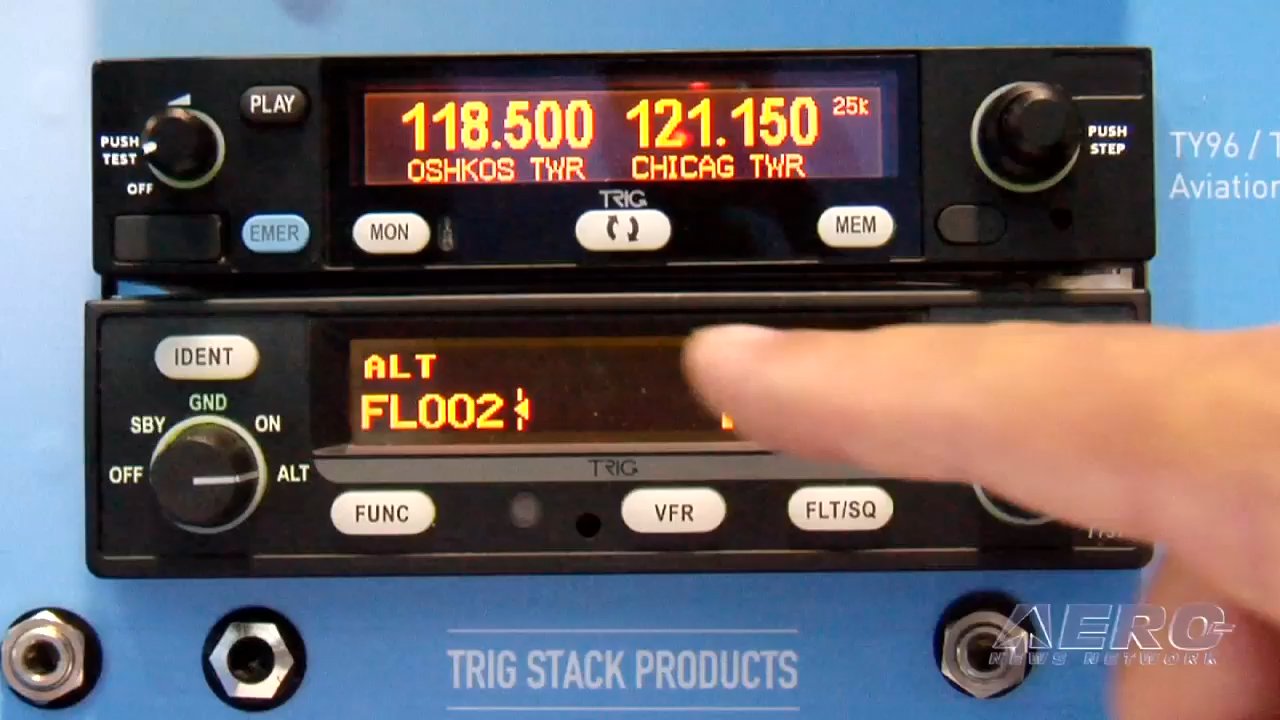 PLAY
PUSH TEST
OFF
118.500 121.150 25k
OSHKOS TWR CHICAG TWR
PUSH STEP
TRIG
EMER
MON
MEM
TY96 /
Aviation
IDENT
GND
SBY
ON
OFF
ALT
ALT
FL002
TRIG
FUNC
VFR
FLT/SQ
TRIG STACK PRODUCTS
AERO
NEWS NETWORK